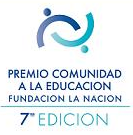 PREMIO COMUNIDAD
A LA EDUCACION
FUNDACION LA NACION
7ma EDICION